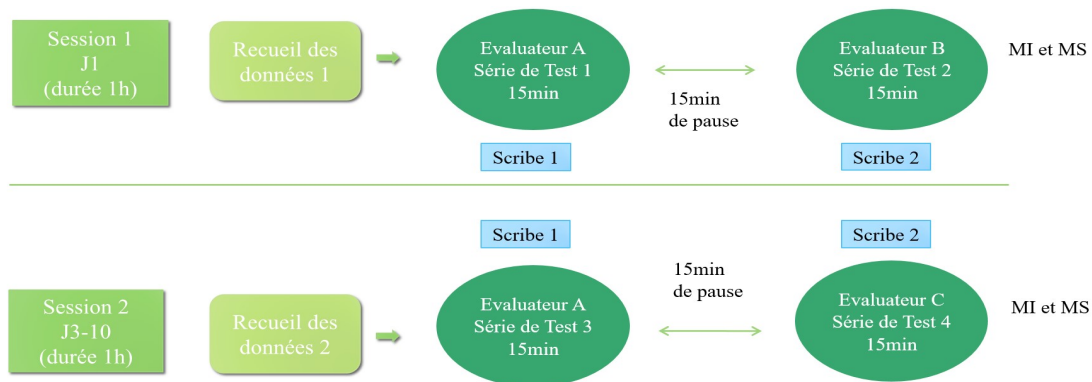 Session 1
J1
(durée 1h)
Recueil des
données 1
Evaluateur A
Série de Test 1
15min
15min
de pause
Evaluateur B
Série de Test 2
15min
MI et MS
Scribe 1
Scribe 2
Scribe 1
Scribe 2
Session 2
J3-10
(durée 1h)
Recueil des
données 2
Evaluateur A
Série de Test 3
15min
15min
de pause
Evaluateur C
Série de Test 4
15min
MI et MS